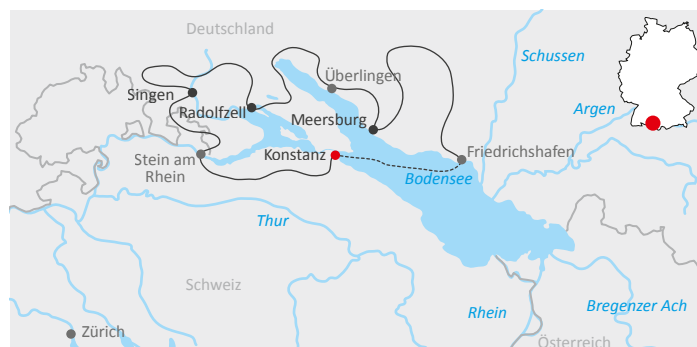 Deutschland
Schussen
Überlingen
Singen
Radolfzell
Argen
Meersburg
Stein am
Rhein
Konstanz
Friedrichshafen
Bodensee
Thur
Schweiz
Rhein
Bregenzer Ach
Zürich
Österreich